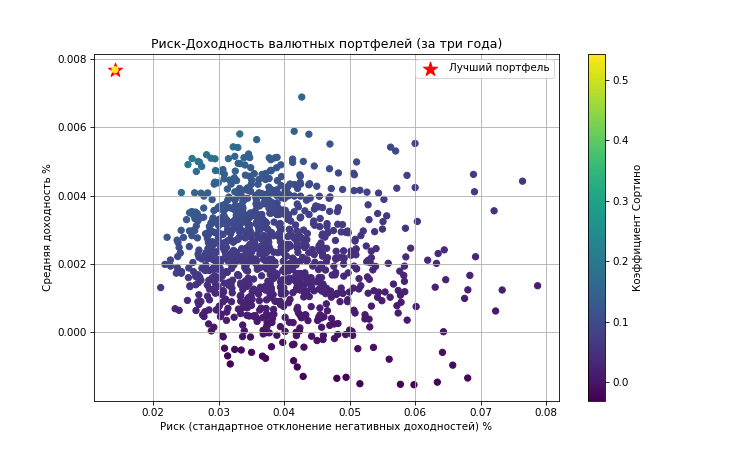 Риск-Доходность валютных портфелей (за три года)
Лучший портфель
0.008
0.006
0.004
0.002
0.000
Средняя доходность %
0.02 0.03 0.04 0.05 0.06 0.07 0.08
Риск (стандартное отклонение негативных доходностей) %
0.5
0.4
0.3
0.2
0.1
0.0
Коэффициент Сортино